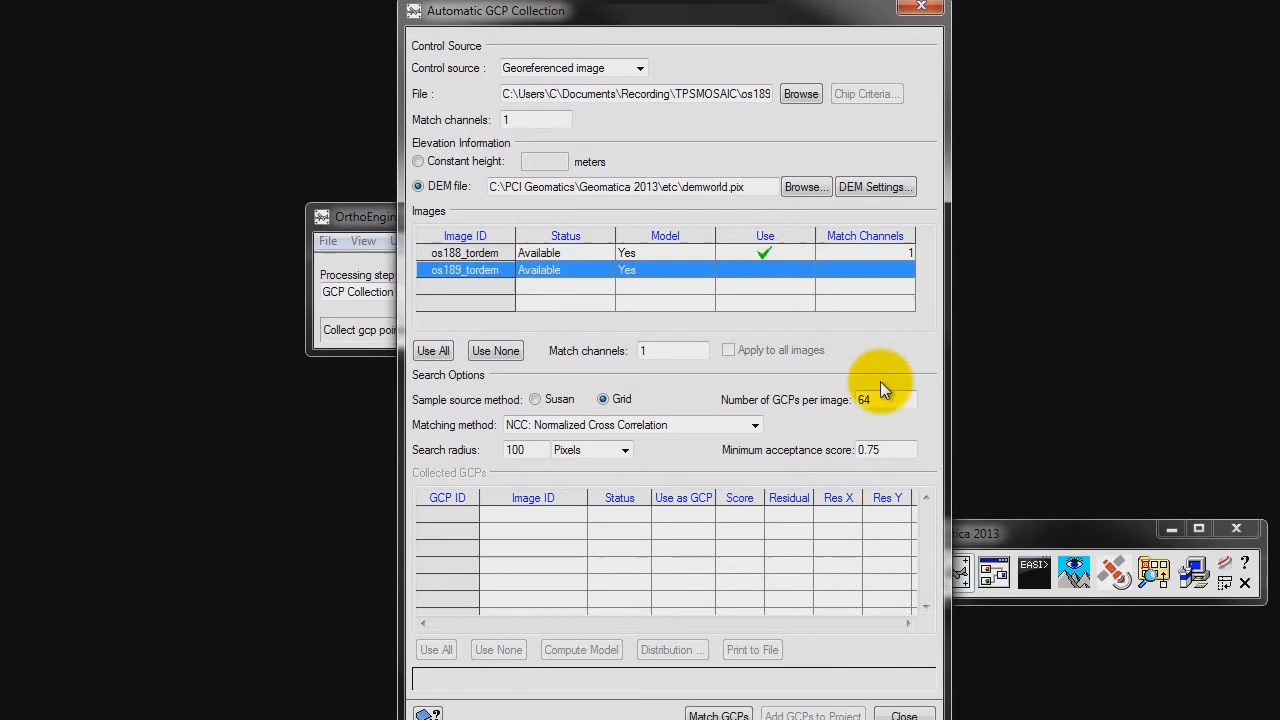 Automatic GCP Collection
Control Source
Control source : Georeferenced image
File : C:\Users\C\Documents\Recording\TPSMOSAIC\os189 Browse Chip Criteria...
Match channels: 1
Elevation Information
Constant height: meters
DEM file: C:\PCI Geomatics\Geomatica 2013\etc\demworld.pix Browse... DEM Settings...
Images
Image ID Status Model Use Match Channels
os188_tordem Available Yes 1
os189_tordem Available Yes
Use All Use None Match channels: 1 Apply to all images
Search Options
Sample source method: Susan Grid Number of GCPs per image: 64
Matching method: NCC: Normalized Cross Correlation
Search radius: 100 Pixels Minimum acceptance score: 0.75
Collected GCPs
GCP ID Image ID Status Use as GCP Score Residual Res X Res Y
Use All Use None Compute Model Distribution ... Print to File
Match GCPs Add GCPs to Project Close
OrthoEngin
File View
Processing step
GCP Collection
Collect gcp poi
2013
EASI>